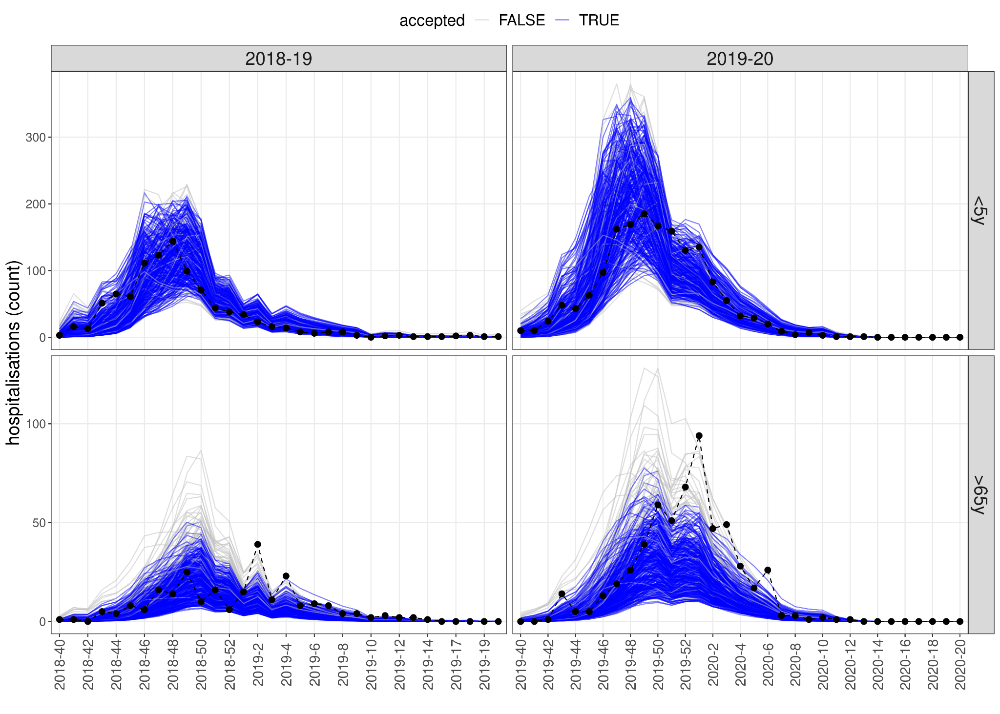 accepted FALSE TRUE
2018-19 2019-20
300
200
100
0
<5y
100
50
0
>65y
hospitalisations (count)
2018-40 2018-42 2018-44 2018-46 2018-48 2018-50 2018-52 2019-2 2019-4 2019-6 2019-8 2019-10 2019-12 2019-14 2019-17 2019-19
2019-40 2019-42 2019-44 2019-46 2019-48 2019-50 2019-52 2020-2 2020-4 2020-6 2020-8 2020-10 2020-12 2020-14 2020-16 2020-18 2020-20